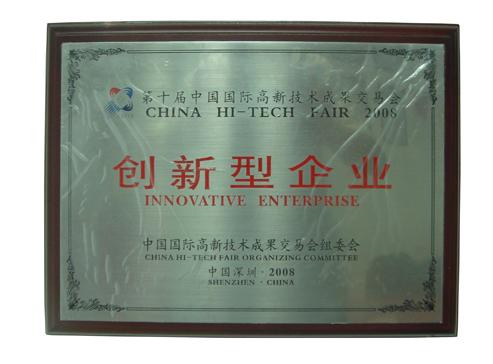 第十届中国国际高新技术成果交易会
CHINA HI-TECH FAIR 2008
创新型企业
INNOVATIVE ENTERPRISE
中国国际高新技术成果交易会组委会
CHINA HI-TECH FAIR ORGANIZING COMMITTEE
中国深圳·2008
SHENZHEN·CHINA